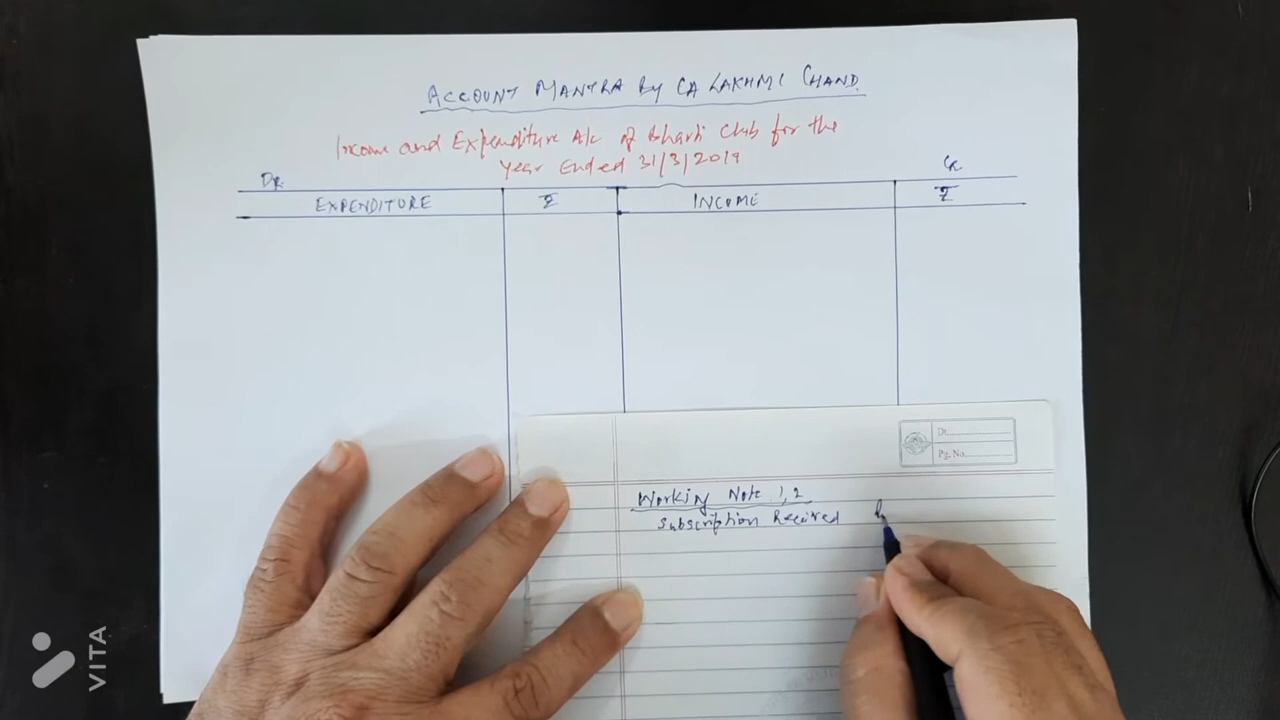 ACCOUNT MANTRA By CA LAKHMI CHAND.
Income and Expenditure A/c of Bharti Club for the
Year Ended 31/3/2019
Dr. Cr
EXPENDITURE ₹ INCOME ₹
Dt.
Pg. No.
Working Note 1,2
Subscription Received
VITA